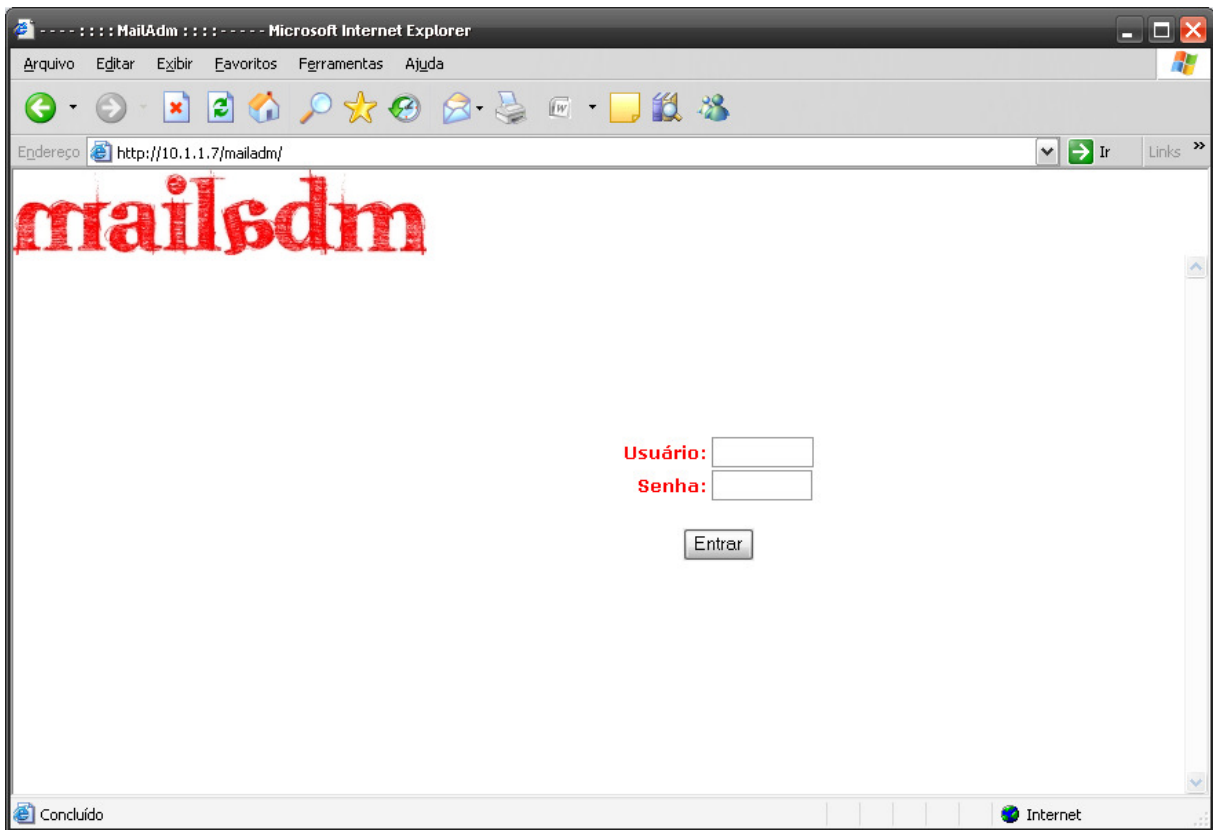 - - - - : : : : MailAdm : : : : - - - - - Microsoft Internet Explorer
Arquivo Editar Exibir Favoritos Ferramentas Ajuda
Endereço http://10.1.1.7/mailadm/ Ir Links »
mailadm
Usuário:
Senha:
Entrar
Concluído Internet